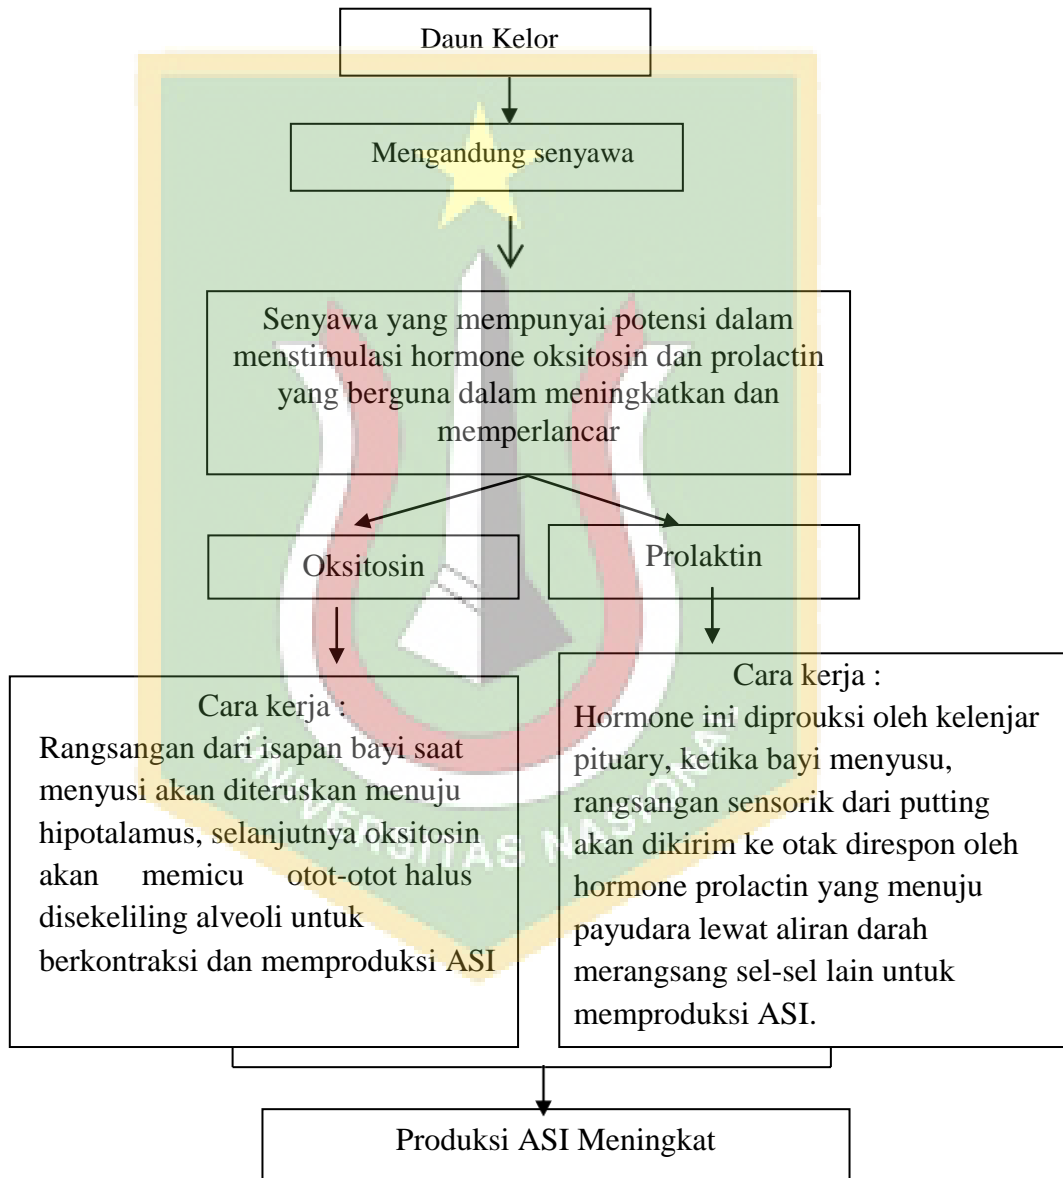 Daun Kelor
Mengandung senyawa
Senyawa yang mempunyai potensi dalam
menstimulasi hormone oksitosin dan prolactin
yang berguna dalam meningkatkan dan
memperlancar
Oksitosin
Prolaktin
Cara kerja :
Rangsangan dari isapan bayi saat
menyusi akan diteruskan menuju
hipotalamus, selanjutnya oksitosin
akan memicu otot-otot halus
disekeliling alveoli untuk
berkontraksi dan memproduksi ASI
Cara kerja :
Hormone ini diprouksi oleh kelenjar
pituary, ketika bayi menyusu,
rangsangan sensorik dari putting
akan dikirim ke otak direspon oleh
hormone prolactin yang menuju
payudara lewat aliran darah
merangsang sel-sel lain untuk
memproduksi ASI.
UNIVERSITAS NASIONAL
Produksi ASI Meningkat